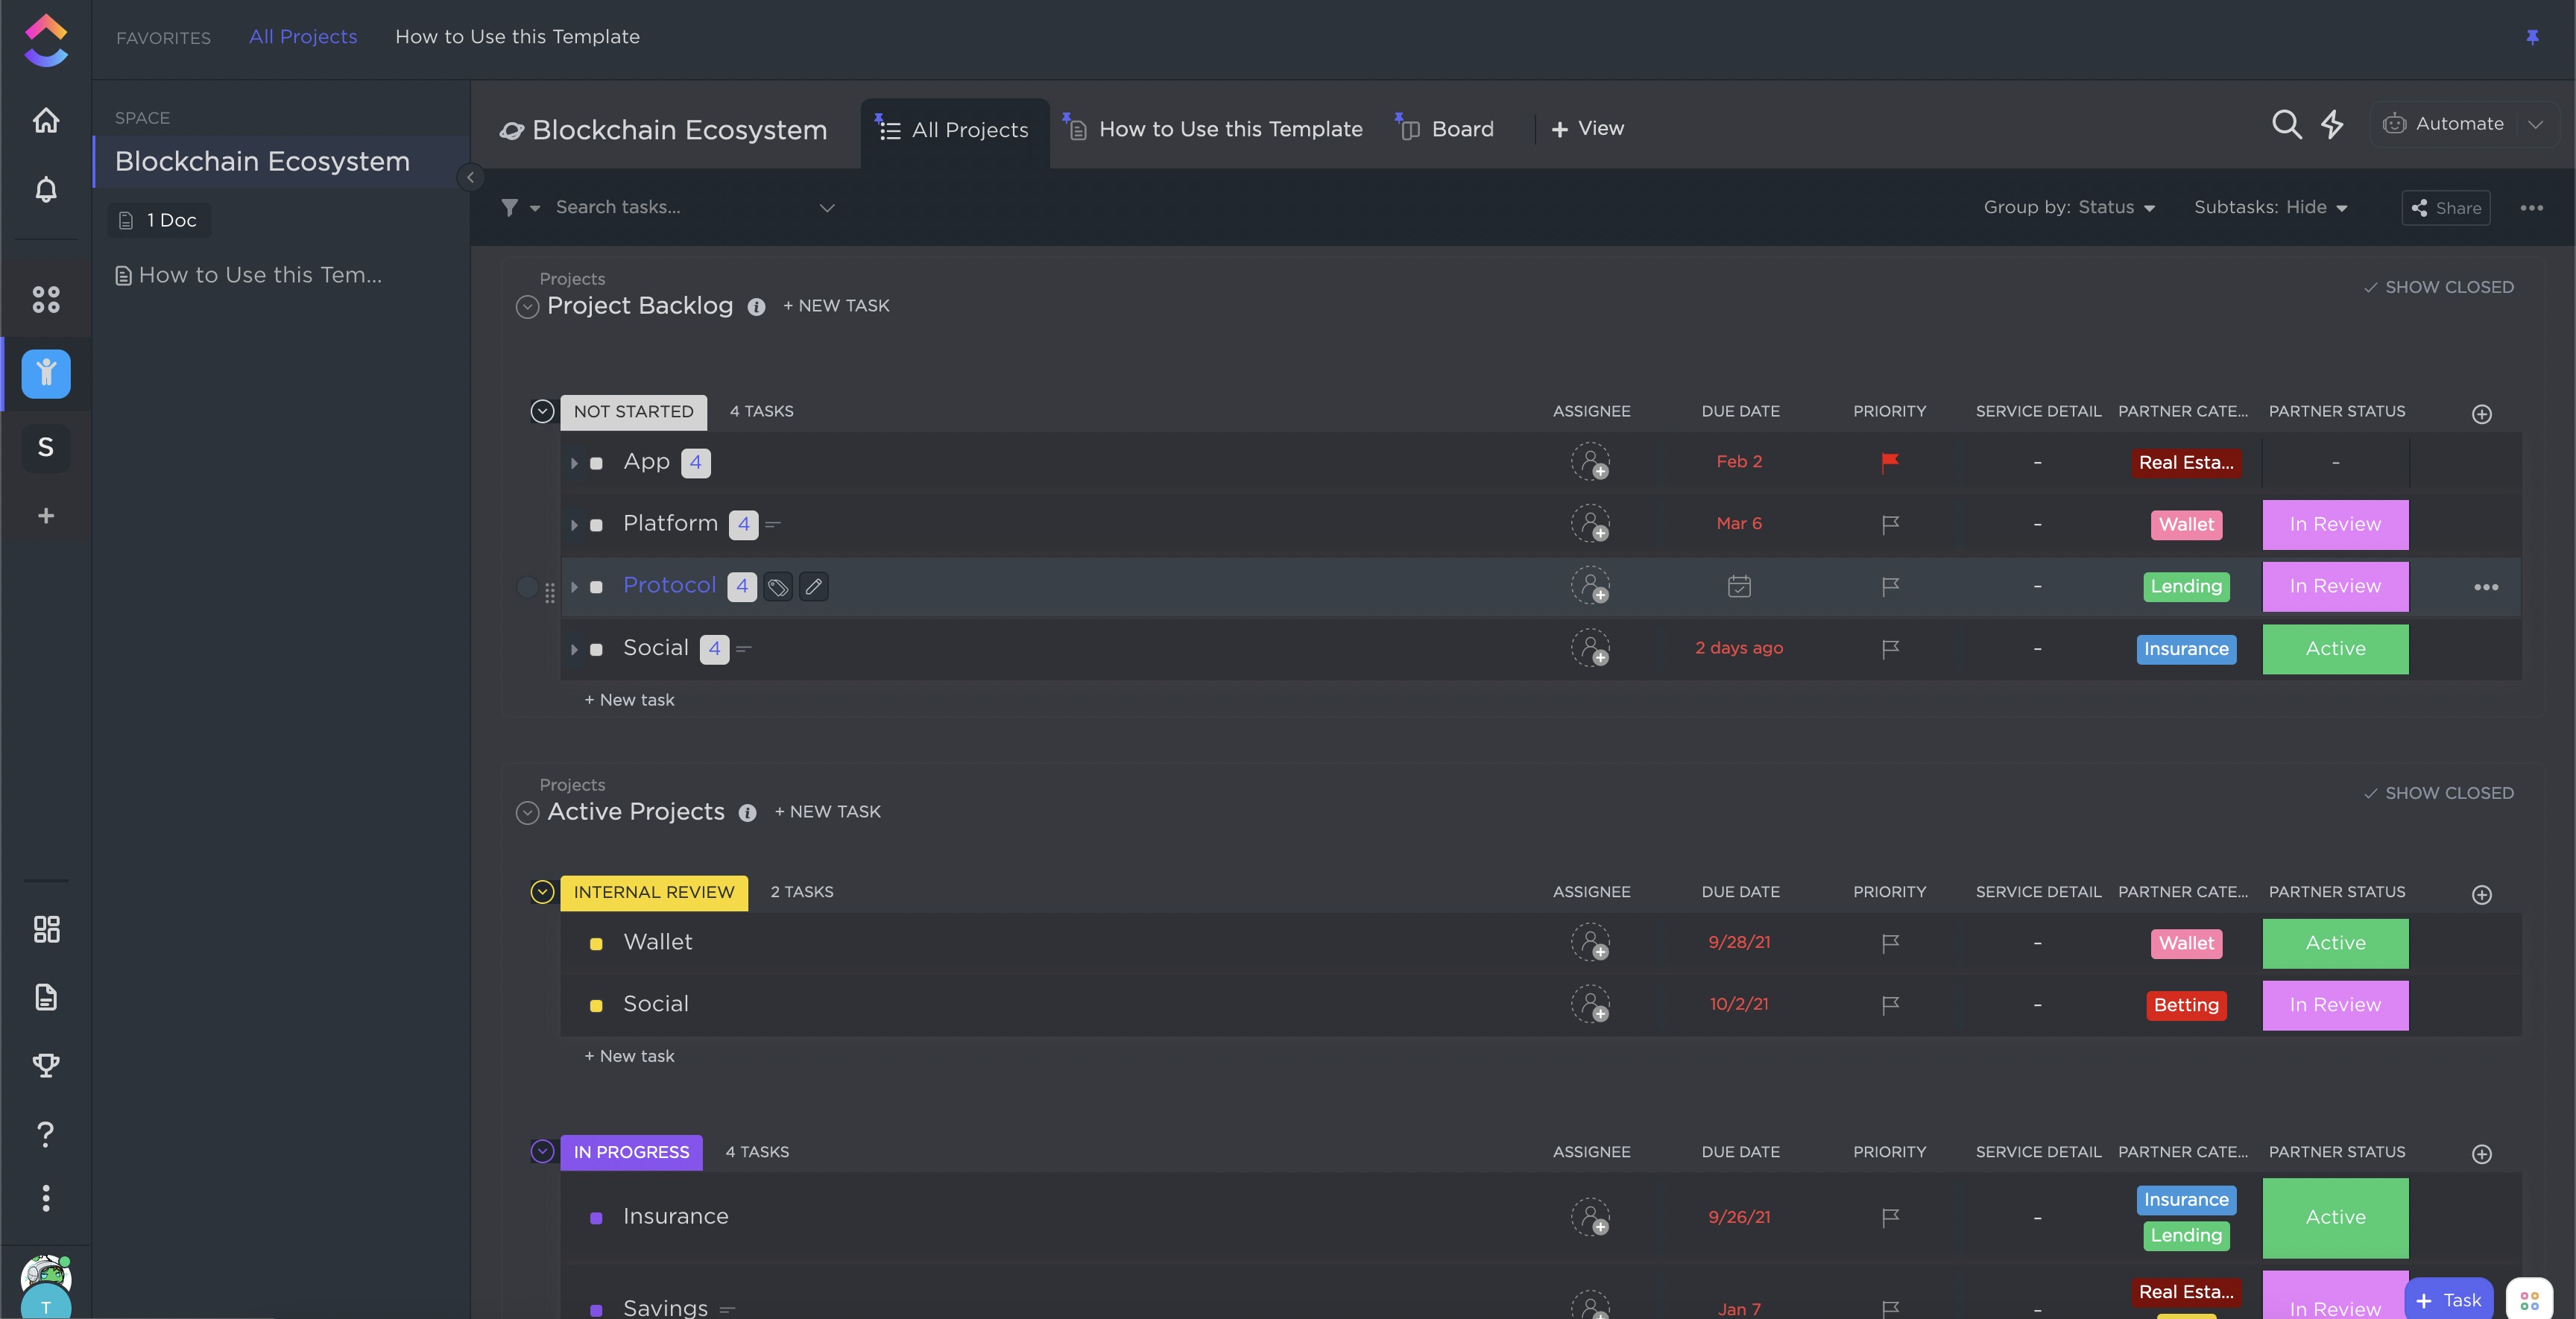 FAVORITES All Projects How to Use this Template
SPACE
Blockchain Ecosystem
1 Doc
How to Use this Tem...
S
T
Blockchain Ecosystem All Projects How to Use this Template Board + View Automate
Search tasks... Group by: Status Subtasks: Hide Share
Projects
Project Backlog + NEW TASK SHOW CLOSED
NOT STARTED 4 TASKS ASSIGNEE DUE DATE PRIORITY SERVICE DETAIL PARTNER CATE... PARTNER STATUS
App 4 Feb 2 - Real Esta... -
Platform 4 Mar 6 - Wallet In Review
Protocol 4 - Lending In Review
Social 4 2 days ago - Insurance Active
+ New task
Projects
Active Projects + NEW TASK SHOW CLOSED
INTERNAL REVIEW 2 TASKS ASSIGNEE DUE DATE PRIORITY SERVICE DETAIL PARTNER CATE... PARTNER STATUS
Wallet 9/28/21 - Wallet Active
Social 10/2/21 - Betting In Review
+ New task
IN PROGRESS 4 TASKS ASSIGNEE DUE DATE PRIORITY SERVICE DETAIL PARTNER CATE... PARTNER STATUS
Insurance 9/26/21 - Insurance Active
Lending
Real Esta...
Savings Jan 7 - In Review
+ Task